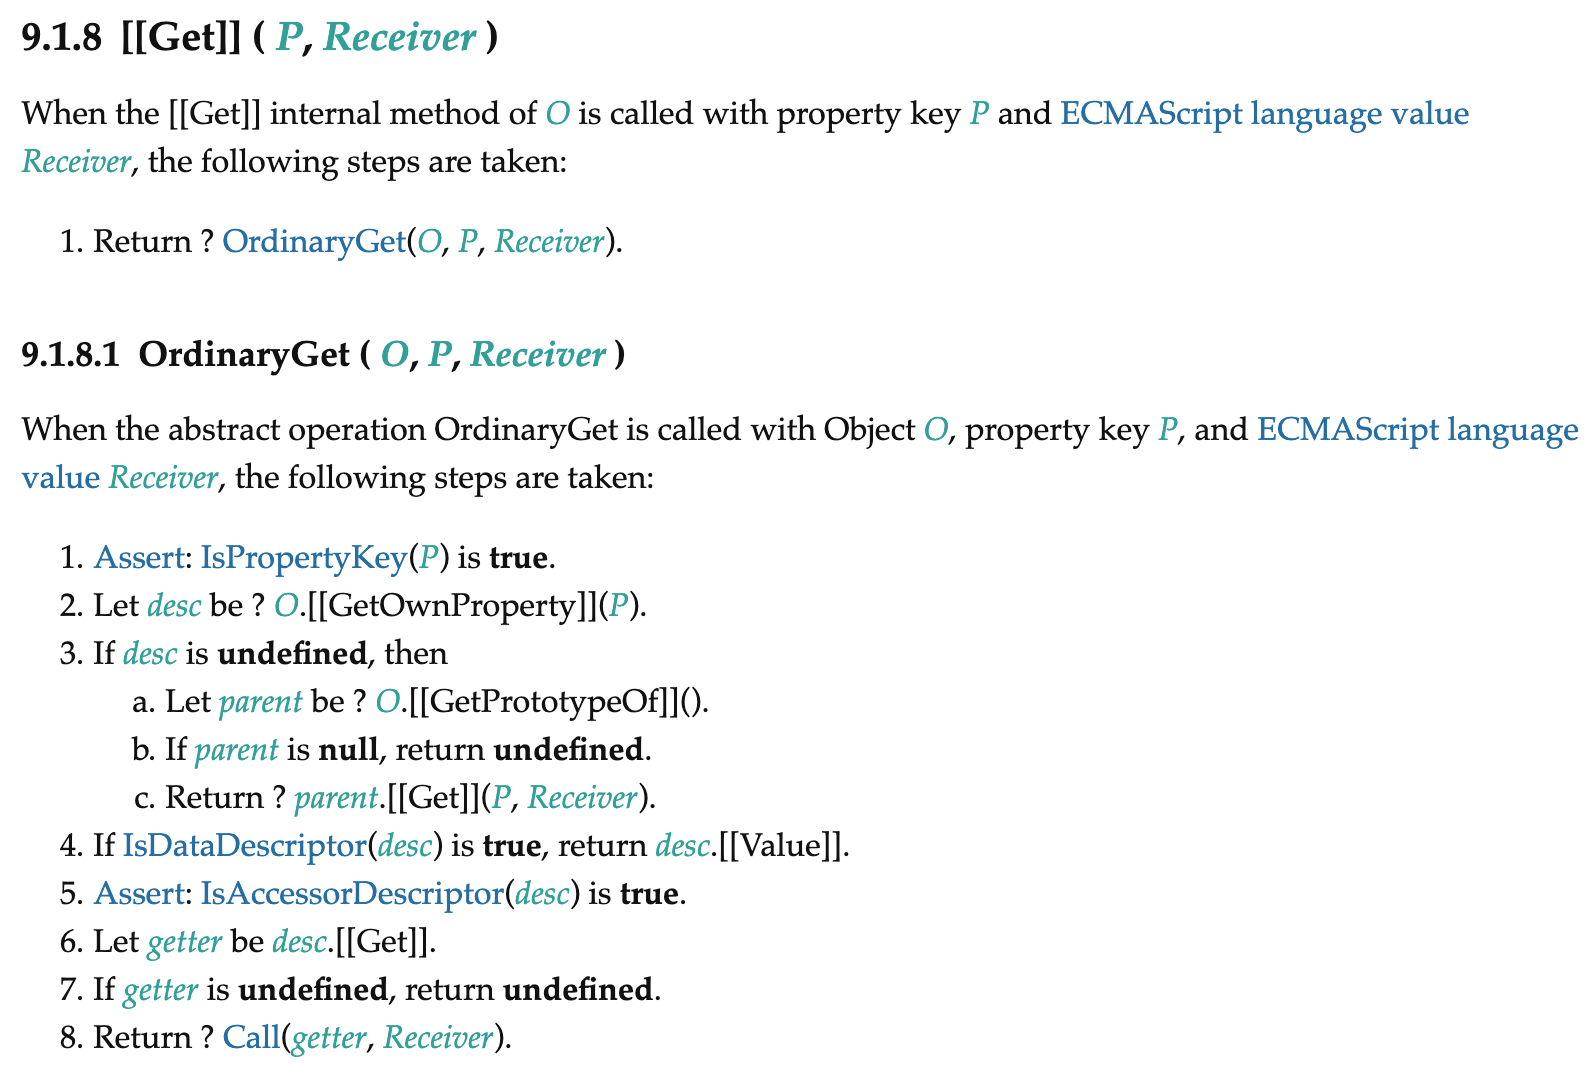 9.1.8 [[Get]] ( P, Receiver )
When the [[Get]] internal method of O is called with property key P and ECMAScript language value
Receiver, the following steps are taken:
1. Return ? OrdinaryGet(O, P, Receiver).
9.1.8.1 OrdinaryGet ( O, P, Receiver )
When the abstract operation OrdinaryGet is called with Object O, property key P, and ECMAScript language
value Receiver, the following steps are taken:
1. Assert: IsPropertyKey(P) is true.
2. Let desc be ? O.[[GetOwnProperty]](P).
3. If desc is undefined, then
a. Let parent be ? O.[[GetPrototypeOf]]().
b. If parent is null, return undefined.
c. Return ? parent.[[Get]](P, Receiver).
4. If IsDataDescriptor(desc) is true, return desc.[[Value]].
5. Assert: IsAccessorDescriptor(desc) is true.
6. Let getter be desc.[[Get]].
7. If getter is undefined, return undefined.
8. Return ? Call(getter, Receiver).